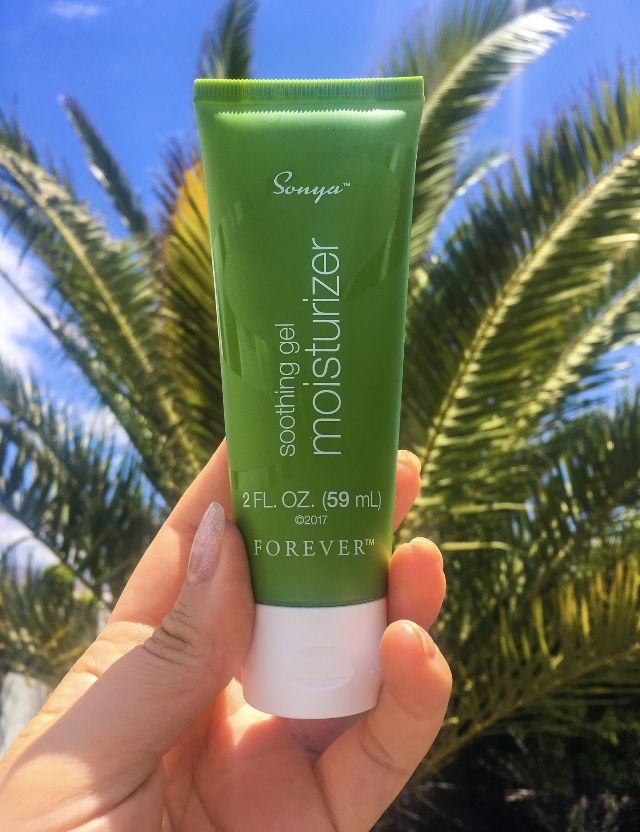 Sonya™
soothing gel
moisturizer
2 FL. OZ. (59 mL)
©2017
FOREVER™